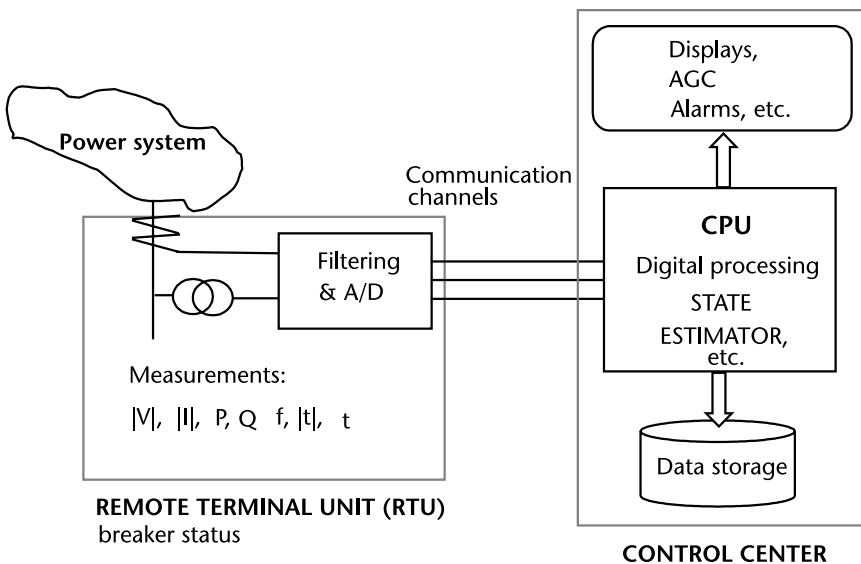 Power system
Communication
channels
Filtering
& A/D
Measurements:
|V|, |I|, P, Q f, |t|, t
REMOTE TERMINAL UNIT (RTU)
breaker status
Displays,
AGC
Alarms, etc.
CPU
Digital processing
STATE
ESTIMATOR,
etc.
Data storage
CONTROL CENTER